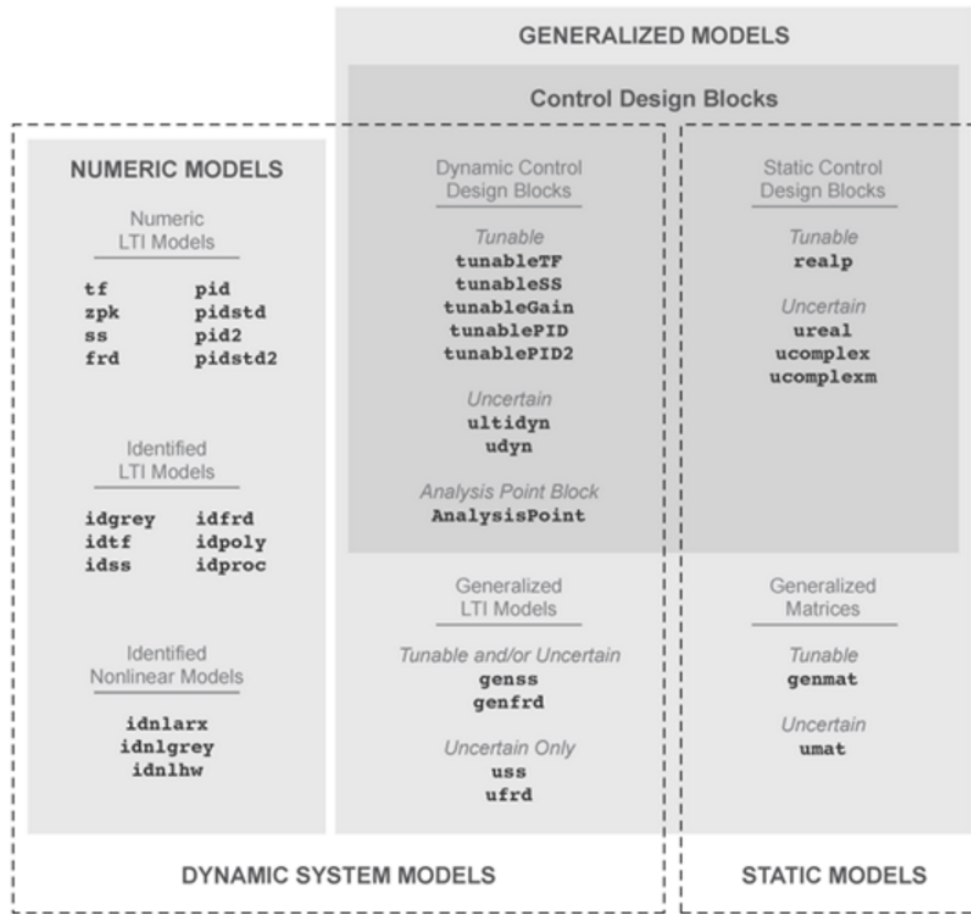 GENERALIZED MODELS
Control Design Blocks
NUMERIC MODELS
Numeric
LTI Models
tf pid
zpk pidstd
ss pid2
frd pidstd2
Identified
LTI Models
idgrey idfrd
idtf idpoly
idss idproc
Identified
Nonlinear Models
idnlarx
idnlgrey
idnlhw
Dynamic Control
Design Blocks
Tunable
tunableTF
tunableSS
tunableGain
tunablePID
tunablePID2
Uncertain
ultidyn
udyn
Analysis Point Block
AnalysisPoint
Generalized
LTI Models
Tunable and/or Uncertain
genss
genfrd
Uncertain Only
uss
ufrd
Static Control
Design Blocks
Tunable
realp
Uncertain
ureal
ucomplex
ucomplexm
Generalized
Matrices
Tunable
genmat
Uncertain
umat
DYNAMIC SYSTEM MODELS
STATIC MODELS